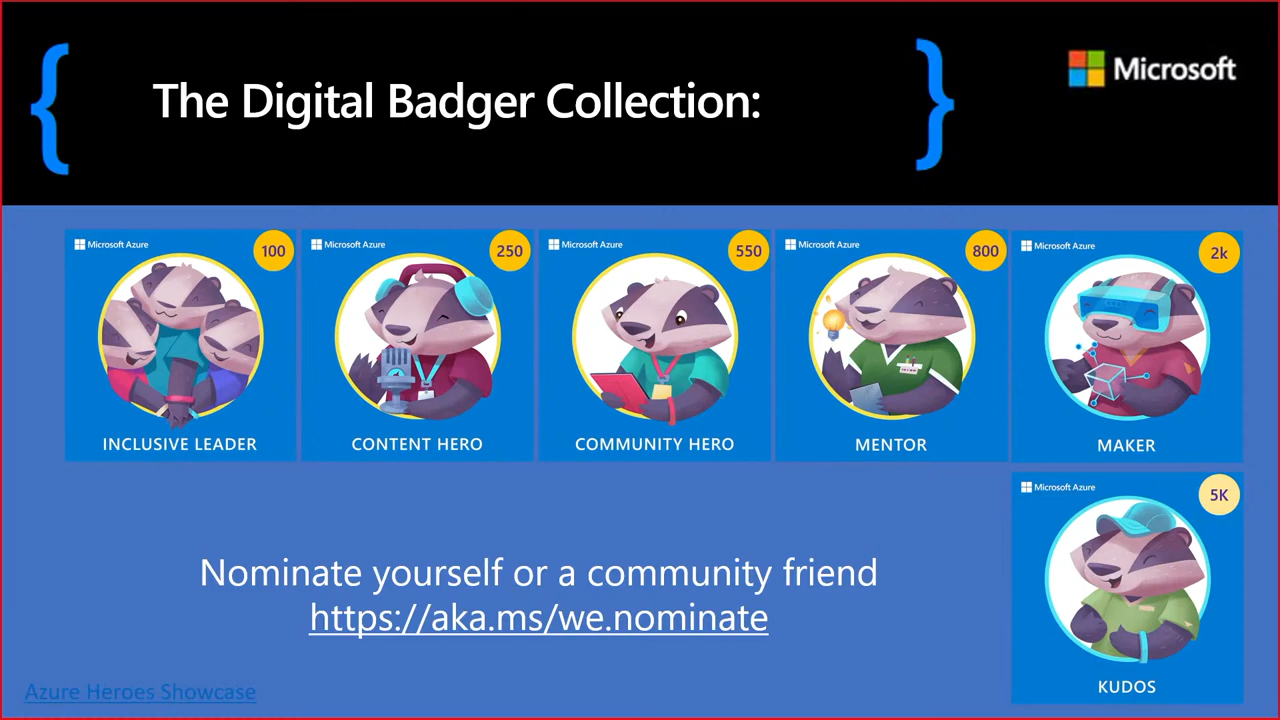 { The Digital Badger Collection: }
Microsoft
Microsoft Azure
100
INCLUSIVE LEADER
Microsoft Azure
250
CONTENT HERO
Microsoft Azure
550
COMMUNITY HERO
Microsoft Azure
800
MENTOR
Microsoft Azure
2k
MAKER
Microsoft Azure
5K
KUDOS
Nominate yourself or a community friend
https://aka.ms/we.nominate
Azure Heroes Showcase